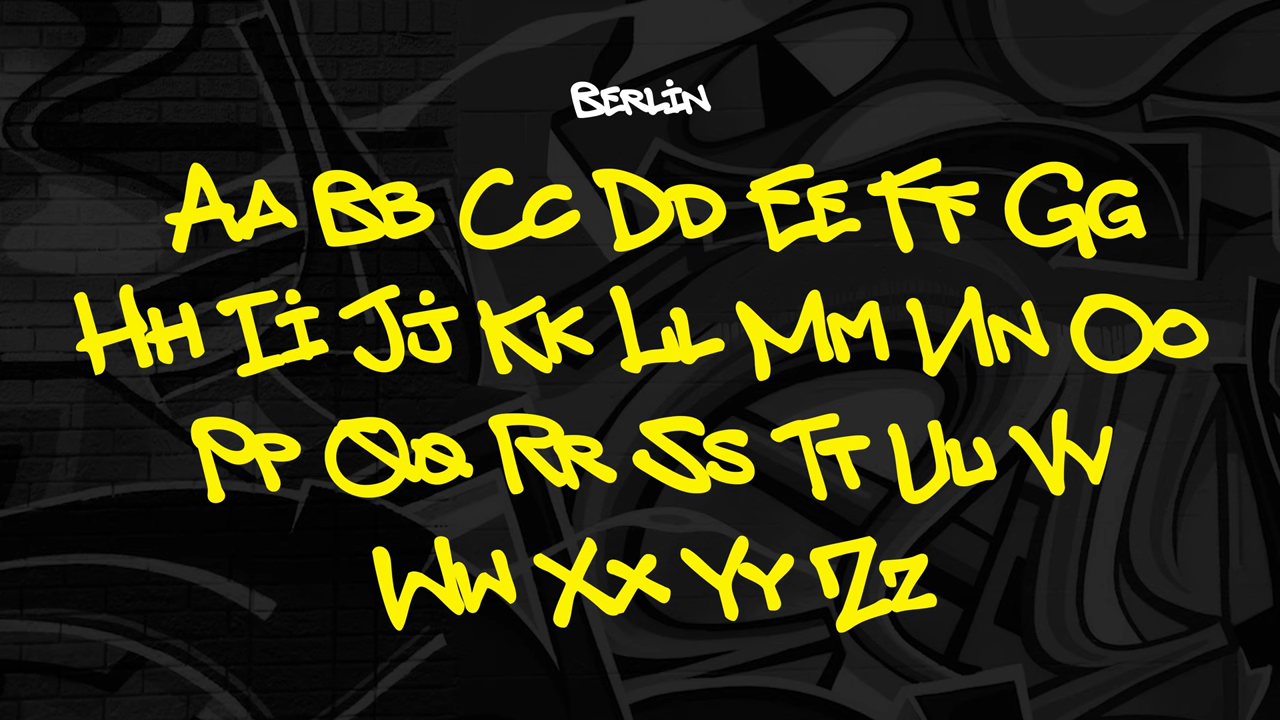 BERLIN
Aa Bb Cc Dd Ee Ff Gg
Hh Ii Jj Kk Ll Mm Nn Oo
Pp Qq Rr Ss Tt Uu Vv
Ww Xx Yy Zz